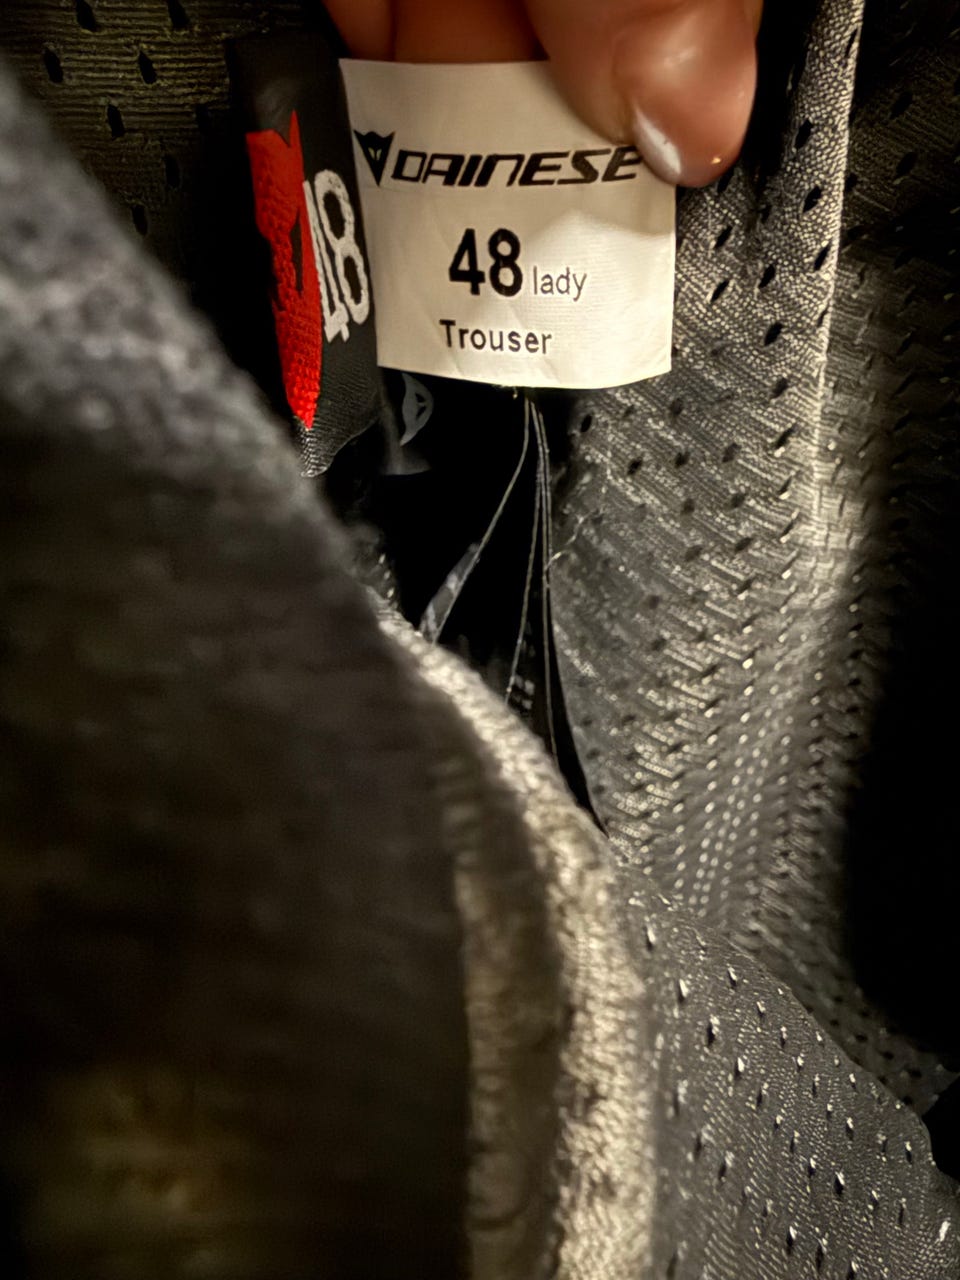 48
DAINESE
48 lady
Trouser